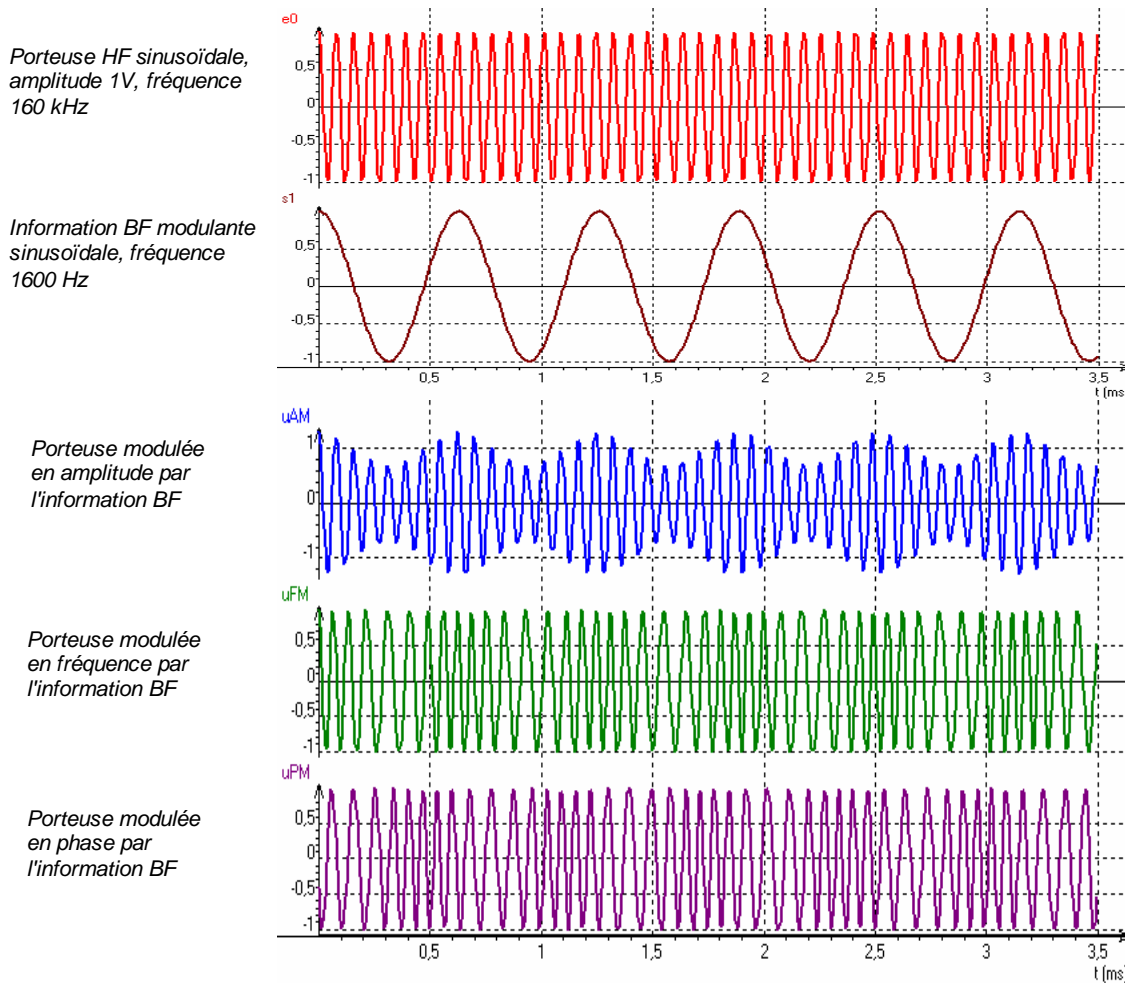 e0
Porteuse HF sinusoïdale,
amplitude 1V, fréquence
160 kHz
0,5
0
-0,5
-1
s1
Information BF modulante
sinusoïdale, fréquence
1600 Hz
0,5
0
-0,5
-1
0,5 1 1,5 2 2,5 3 3,5
t (ms
uAM
Porteuse modulée
en amplitude par
l'information BF
1
0
-1
uFM
Porteuse modulée
en fréquence par
l'information BF
0,5
0
-0,5
-1
uPM
Porteuse modulée
en phase par
l'information BF
0,5
0
-0,5
-1
0,5 1 1,5 2 2,5 3 3,5
t (ms)